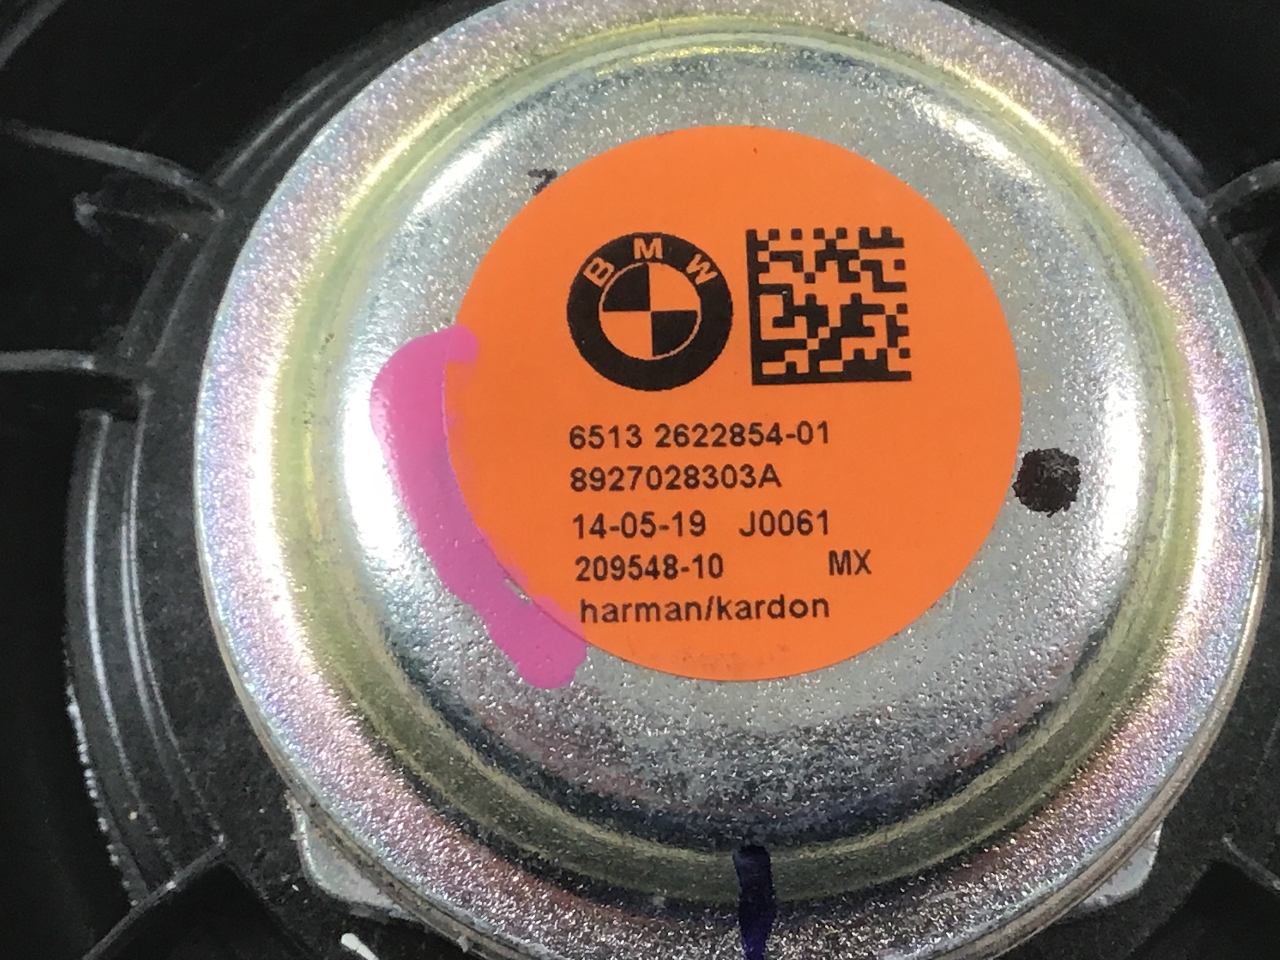 BMW
6513 2622854-01
8927028303A
14-05-19 J0061
209548-10 MX
harman/kardon